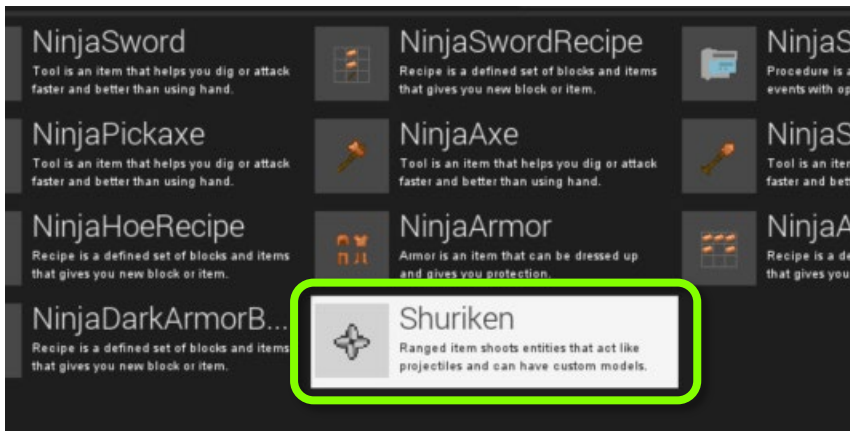 NinjaSword
Tool is an item that helps you dig or attack
faster and better than using hand.
NinjaSwordRecipe
Recipe is a defined set of blocks and items
that gives you new block or item.
NinjaS
Procedure is a
events with op
NinjaPickaxe
Tool is an item that helps you dig or attack
faster and better than using hand.
NinjaAxe
Tool is an item that helps you dig or attack
faster and better than using hand.
NinjaS
Tool is an iter
faster and bett
NinjaHoeRecipe
Recipe is a defined set of blocks and items
that gives you new block or item.
NinjaArmor
Armor is an item that can be dressed up
and gives you protection.
NinjaA
Recipe is a de
that gives you
NinjaDarkArmorB...
Recipe is a defined set of blocks and items
that gives you new block or item.
Shuriken
Ranged item shoots entities that act like
projectiles and can have custom models.